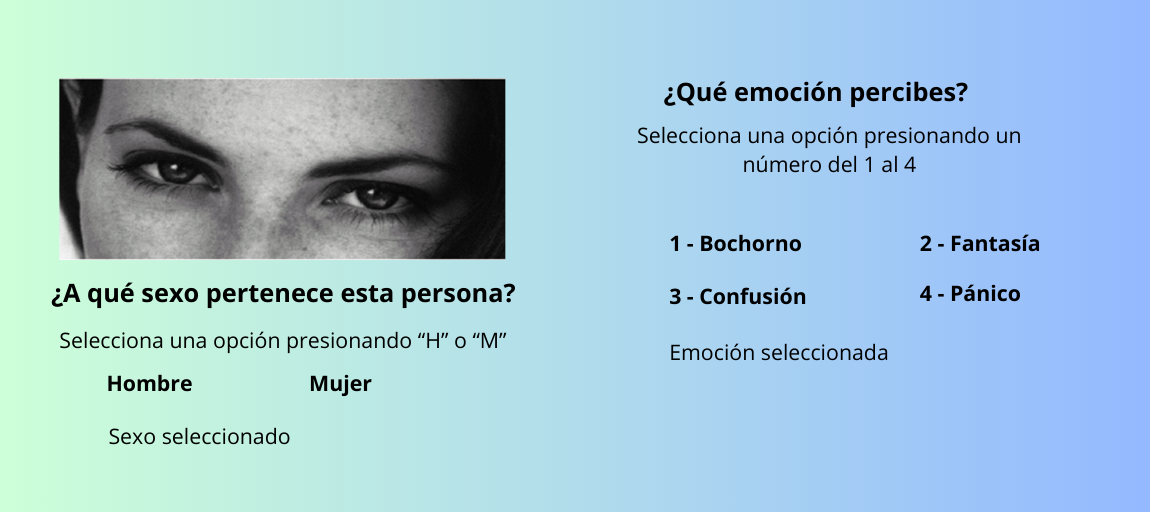 ¿A qué sexo pertenece esta persona?
Selecciona una opción presionando “H” o “M”
Hombre
Mujer
Sexo seleccionado
¿Qué emoción percibes?
Selecciona una opción presionando un
número del 1 al 4
1 - Bochorno
2 - Fantasía
3 - Confusión
4 - Pánico
Emoción seleccionada